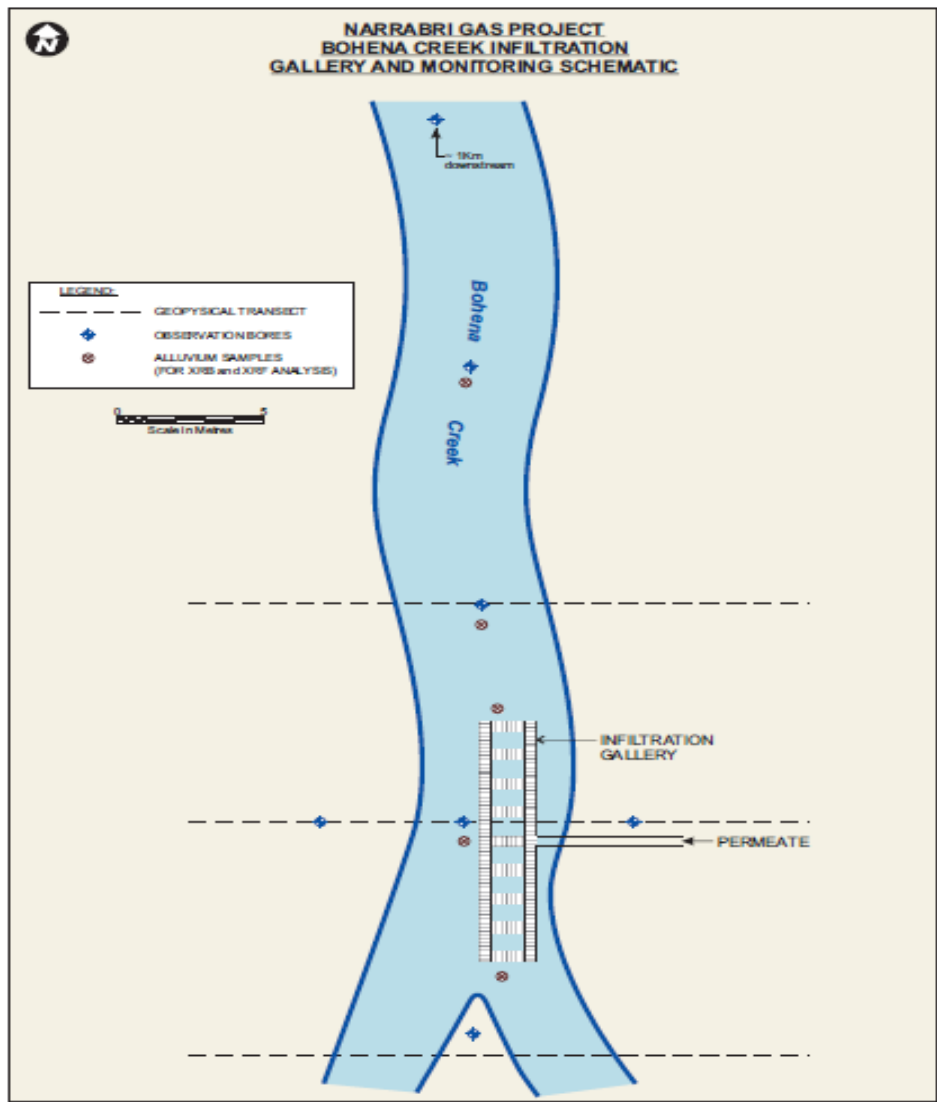 N
NARRABRI GAS PROJECT
BOHENA CREEK INFILTRATION
GALLERY AND MONITORING SCHEMATIC
~ 1Km
downstream
Bohena
Creek
LEGEND:
GEOPYSICAL TRANSECT
OBSERVATION BORES
ALLUVIUM SAMPLES
(FOR XRB and XRF ANALYSIS)
0 5
Scale in Metres
INFILTRATION
GALLERY
PERMEATE